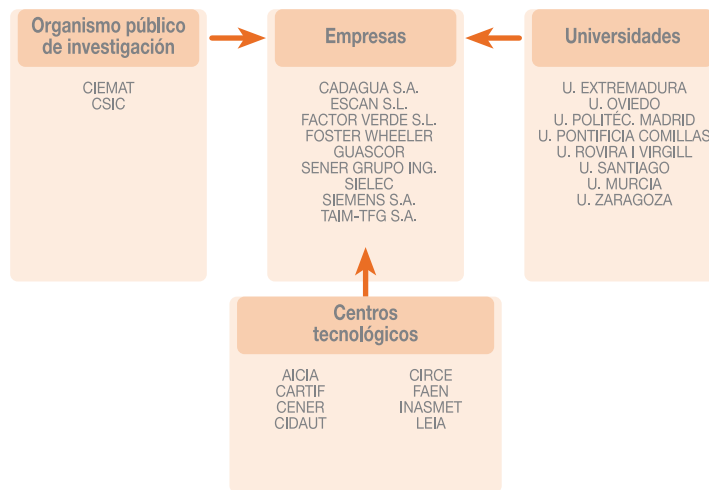 Organismo público
de investigación
CIEMAT
CSIC
Empresas
CADAGUA S.A.
ESCAN S.L.
FACTOR VERDE S.L.
FOSTER WHEELER
GUASCOR
SENER GRUPO ING.
SIELEC
SIEMENS S.A.
TAIM-TFG S.A.
Universidades
U. EXTREMADURA
U. OVIEDO
U. POLITÉC. MADRID
U. PONTIFICIA COMILLAS
U. ROVIRA I VIRGILL
U. SANTIAGO
U. MURCIA
U. ZARAGOZA
Centros
tecnológicos
AICIA
CARTIF
CENER
CIDAUT
CIRCE
FAEN
INASMET
LEIA